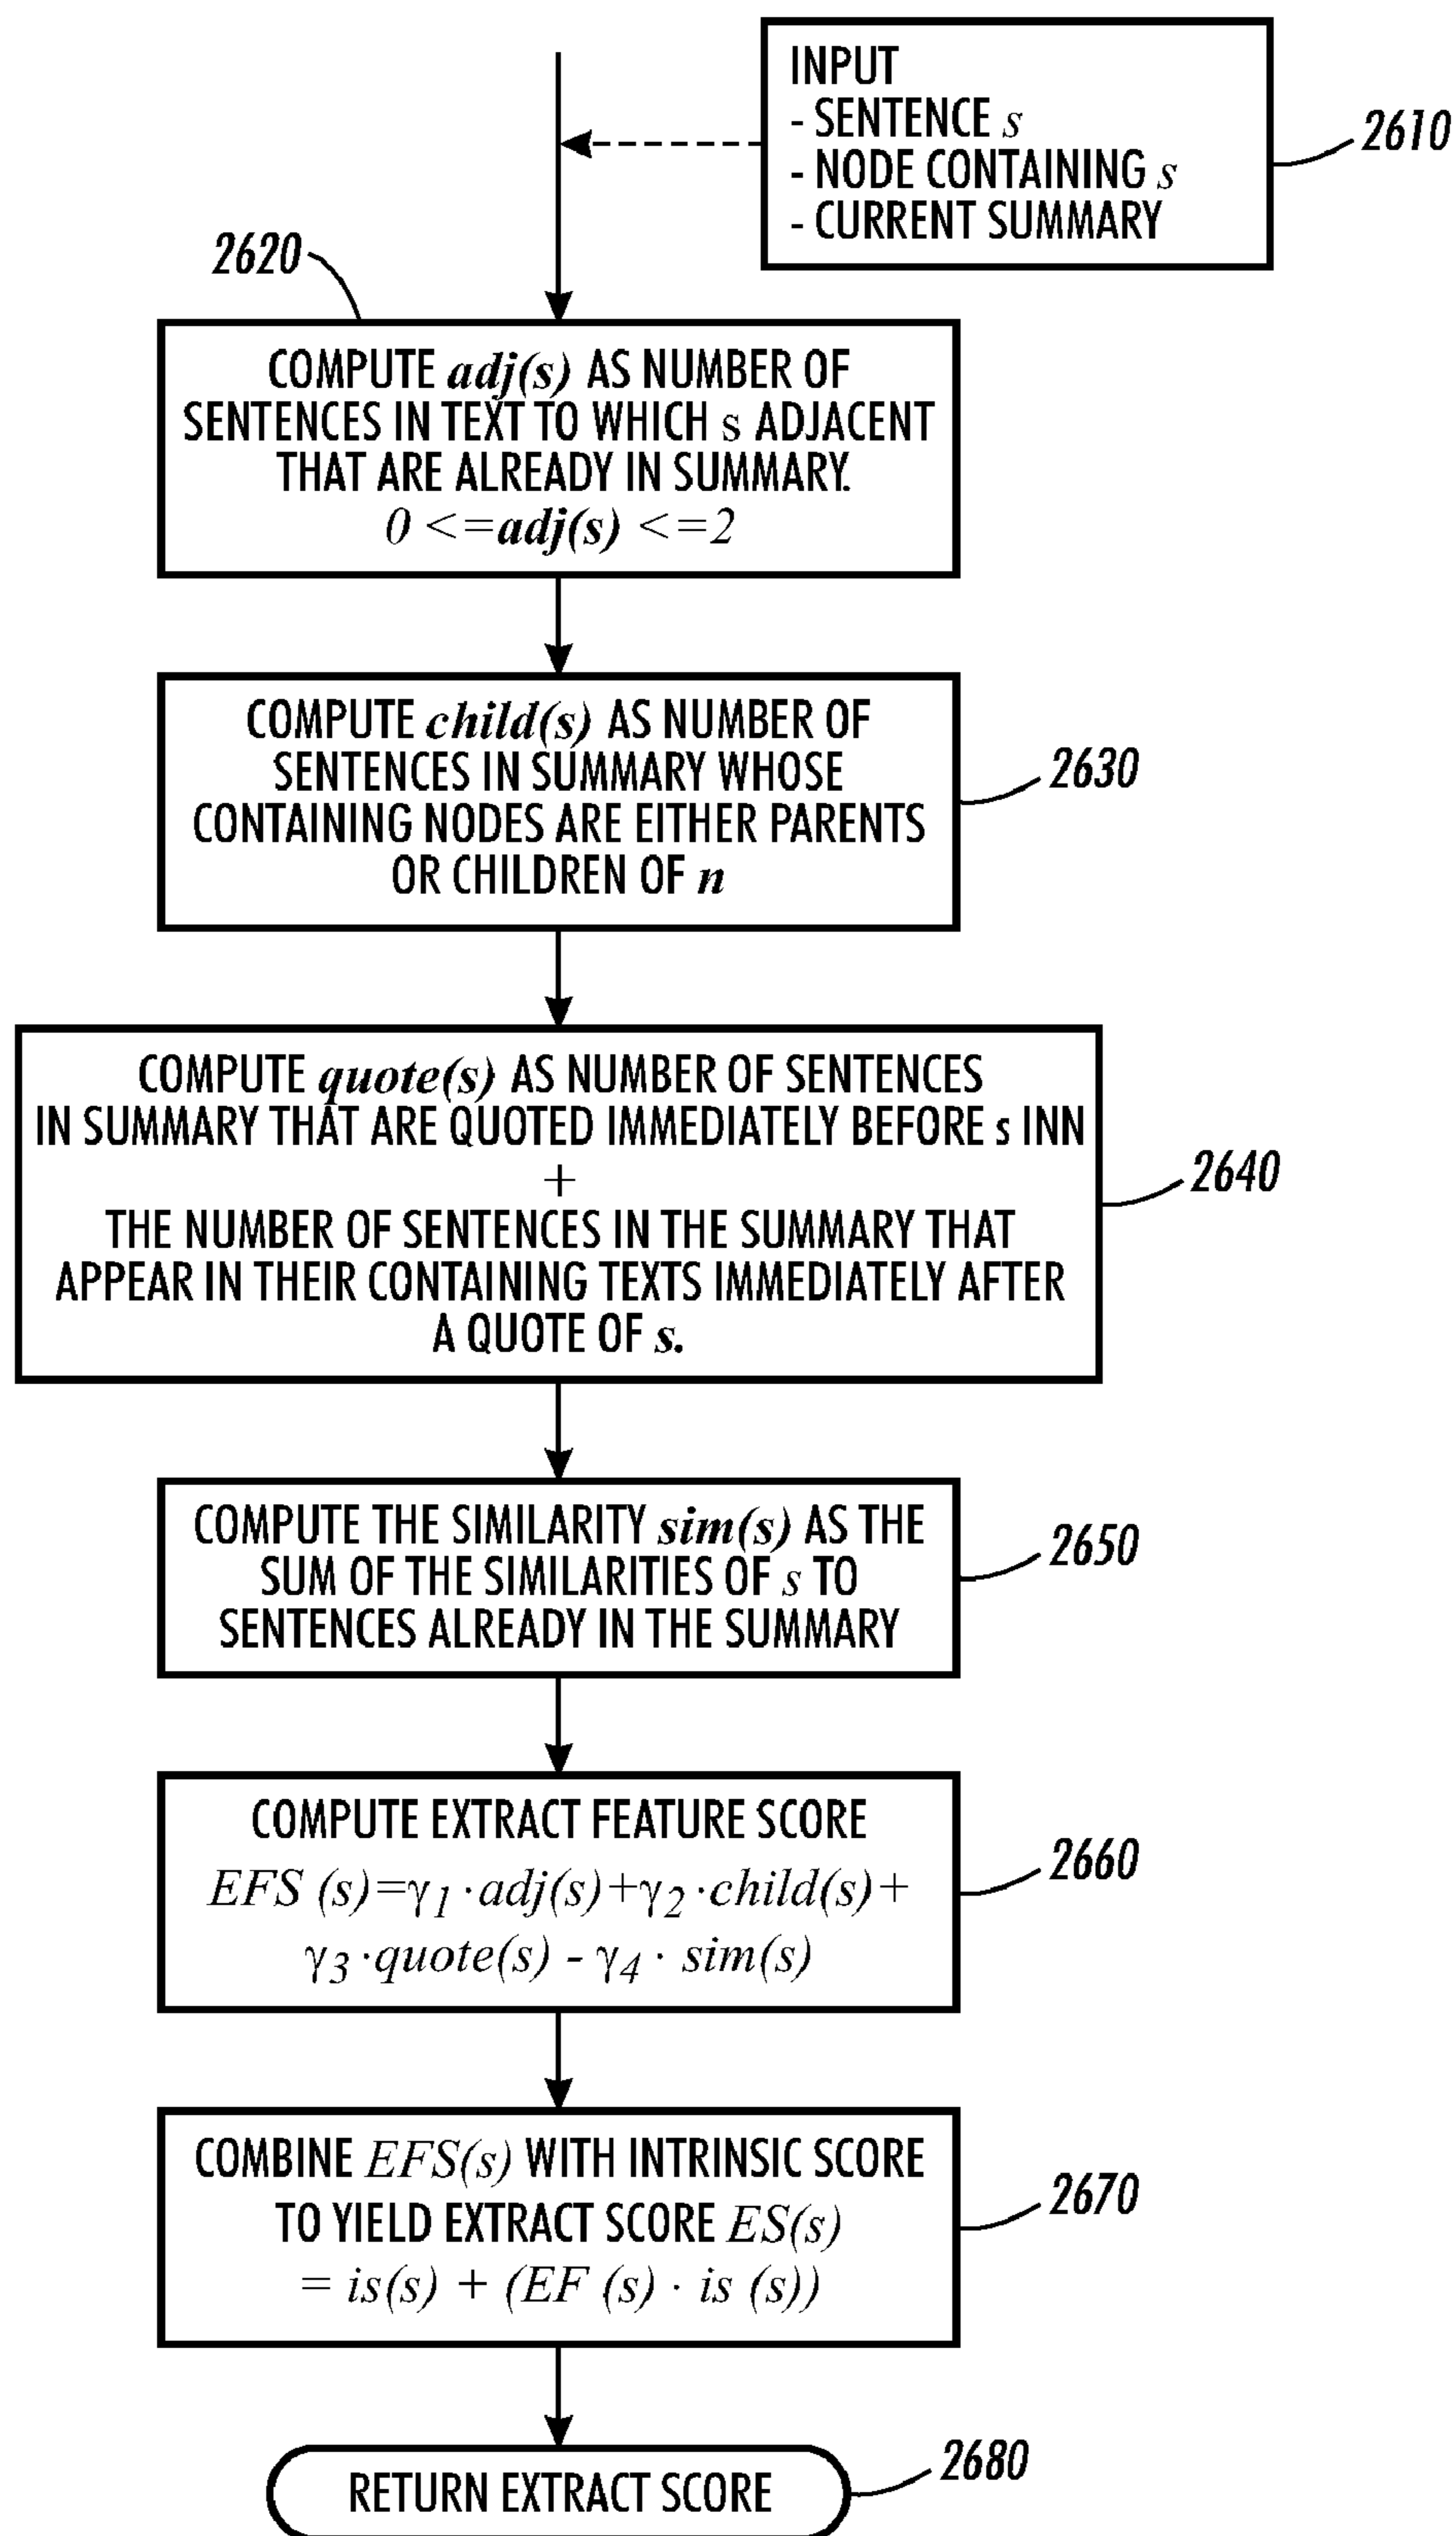 INPUT
- SENTENCE s
- NODE CONTAINING s
- CURRENT SUMMARY
2610
2620
COMPUTE adj(s) AS NUMBER OF
SENTENCES IN TEXT TO WHICH s ADJACENT
THAT ARE ALREADY IN SUMMARY.
0 <=adj(s) <=2
COMPUTE child(s) AS NUMBER OF
SENTENCES IN SUMMARY WHOSE
CONTAINING NODES ARE EITHER PARENTS
OR CHILDREN OF n
2630
COMPUTE quote(s) AS NUMBER OF SENTENCES
IN SUMMARY THAT ARE QUOTED IMMEDIATELY BEFORE s INN
+
THE NUMBER OF SENTENCES IN THE SUMMARY THAT
APPEAR IN THEIR CONTAINING TEXTS IMMEDIATELY AFTER
A QUOTE OF s.
2640
COMPUTE THE SIMILARITY sim(s) AS THE
SUM OF THE SIMILARITIES OF s TO
SENTENCES ALREADY IN THE SUMMARY
2650
COMPUTE EXTRACT FEATURE SCORE
EFS (s)=γ1·adj(s)+γ2·child(s)+
γ3·quote(s) - γ4 · sim(s)
2660
COMBINE EFS(s) WITH INTRINSIC SCORE
TO YIELD EXTRACT SCORE ES(s)
= is(s) + (EF (s) · is (s))
2670
RETURN EXTRACT SCORE
2680